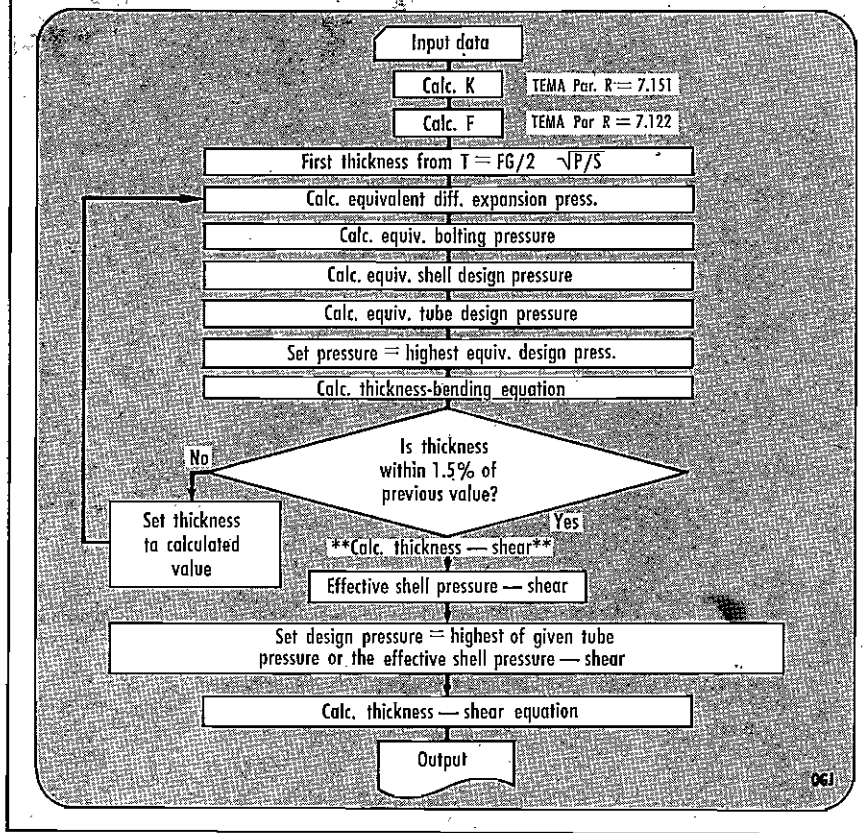 Input data
Calc. K
TEMA Par. R = 7.151
Calc. F
TEMA Par R = 7.122
First thickness from T = FG/2 √P/S
Calc. equivalent diff. expansion press.
Calc. equiv. bolting pressure
Calc. equiv. shell design pressure
Calc. equiv. tube design pressure
Set pressure = highest equiv. design press.
Calc. thickness-bending equation
Is thickness
within 1.5% of
previous value?
No
Set thickness
ta calculated
value
Yes
**Calc. thickness — shear**
Effective shell pressure — shear
Set design pressure = highest of given tube
pressure or the effective shell pressure — shear
Calc. thickness — shear equation
Output
OGJ